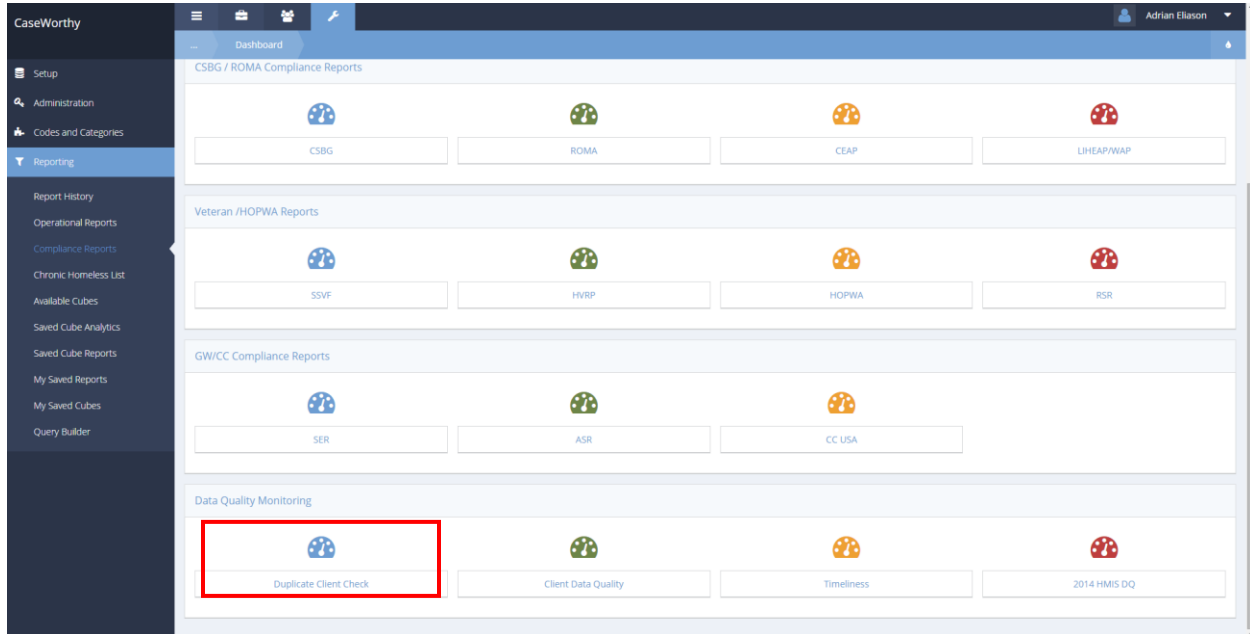 CaseWorthy
Adrian Eliason
...
Dashboard
Setup
Administration
Codes and Categories
Reporting
Report History
Operational Reports
Compliance Reports
Chronic Homeless List
Available Cubes
Saved Cube Analytics
Saved Cube Reports
My Saved Reports
My Saved Cubes
Query Builder
CSBG / ROMA Compliance Reports
CSBG
ROMA
CEAP
LIHEAP/WAP
Veteran /HOPWA Reports
SSVF
HVRP
HOPWA
RSR
GW/CC Compliance Reports
SER
ASR
CC USA
Data Quality Monitoring
Duplicate Client Check
Client Data Quality
Timeliness
2014 HMIS DQ